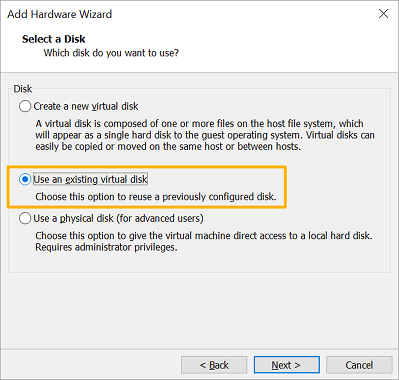 Add Hardware Wizard
Select a Disk
Which disk do you want to use?
Disk
Create a new virtual disk
A virtual disk is composed of one or more files on the host file system, which
will appear as a single hard disk to the guest operating system. Virtual disks can
easily be copied or moved on the same host or between hosts.
Use an existing virtual disk
Choose this option to reuse a previously configured disk.
Use a physical disk (for advanced users)
Choose this option to give the virtual machine direct access to a local hard disk.
Requires administrator privileges.
< Back
Next >
Cancel